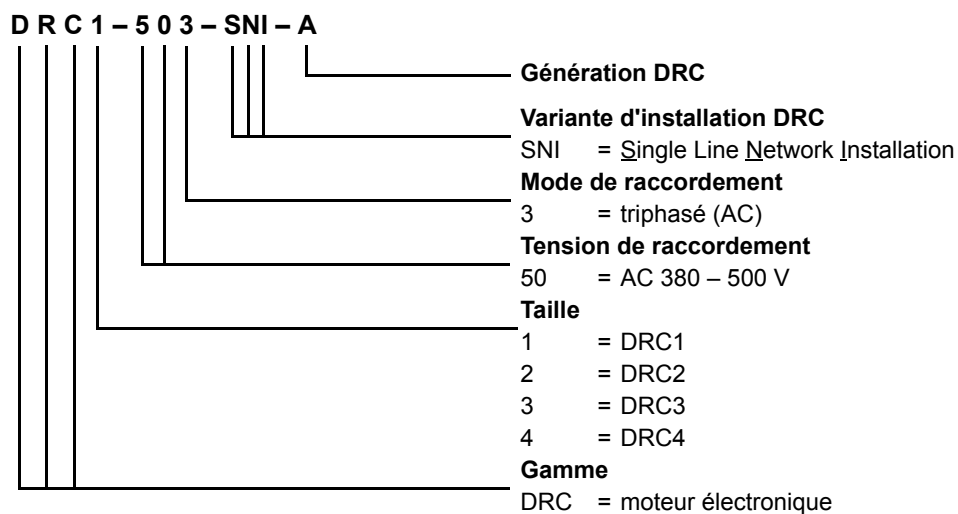 D R C 1 – 5 0 3 – SNI – A
Génération DRC
Variante d'installation DRC
SNI = Single Line Network Installation
Mode de raccordement
3 = triphasé (AC)
Tension de raccordement
50 = AC 380 – 500 V
Taille
1 = DRC1
2 = DRC2
3 = DRC3
4 = DRC4
Gamme
DRC = moteur électronique